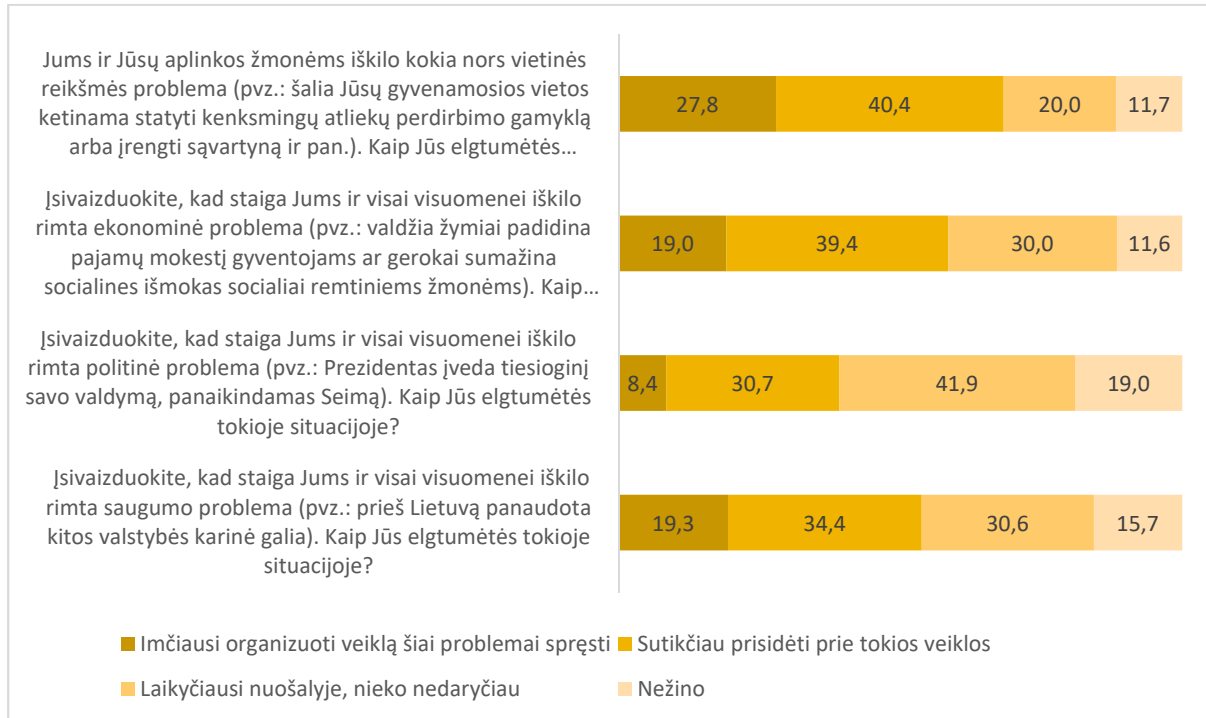 Jums ir Jūsų aplinkos žmonėms iškilo kokia nors vietinės
reikšmės problema (pvz.: šalia Jūsų gyvenamosios vietos
ketinama statyti kenksmingų atliekų perdirbimo gamyklą
arba įrengti sąvartyną ir pan.). Kaip Jūs elgtumėtės...
27,8 40,4 20,0 11,7
Įsivaizduokite, kad staiga Jums ir visai visuomenei iškilo
rimta ekonominė problema (pvz.: valdžia žymiai padidina
pajamų mokestį gyventojams ar gerokai sumažina
socialines išmokas socialiai remtiniems žmonėms). Kaip...
19,0 39,4 30,0 11,6
Įsivaizduokite, kad staiga Jums ir visai visuomenei iškilo
rimta politinė problema (pvz.: Prezidentas įveda tiesioginį
savo valdymą, panaikindamas Seimą). Kaip Jūs elgtumėtės
tokioje situacijoje?
8,4 30,7 41,9 19,0
Įsivaizduokite, kad staiga Jums ir visai visuomenei iškilo
rimta saugumo problema (pvz.: prieš Lietuvą panaudota
kitos valstybės karinė galia). Kaip Jūs elgtumėtės tokioje
situacijoje?
19,3 34,4 30,6 15,7
Imčiausi organizuoti veiklą šiai problemai spręsti Sutikčiau prisidėti prie tokios veiklos
Laikyčiausi nuošalyje, nieko nedaryčiau Nežino